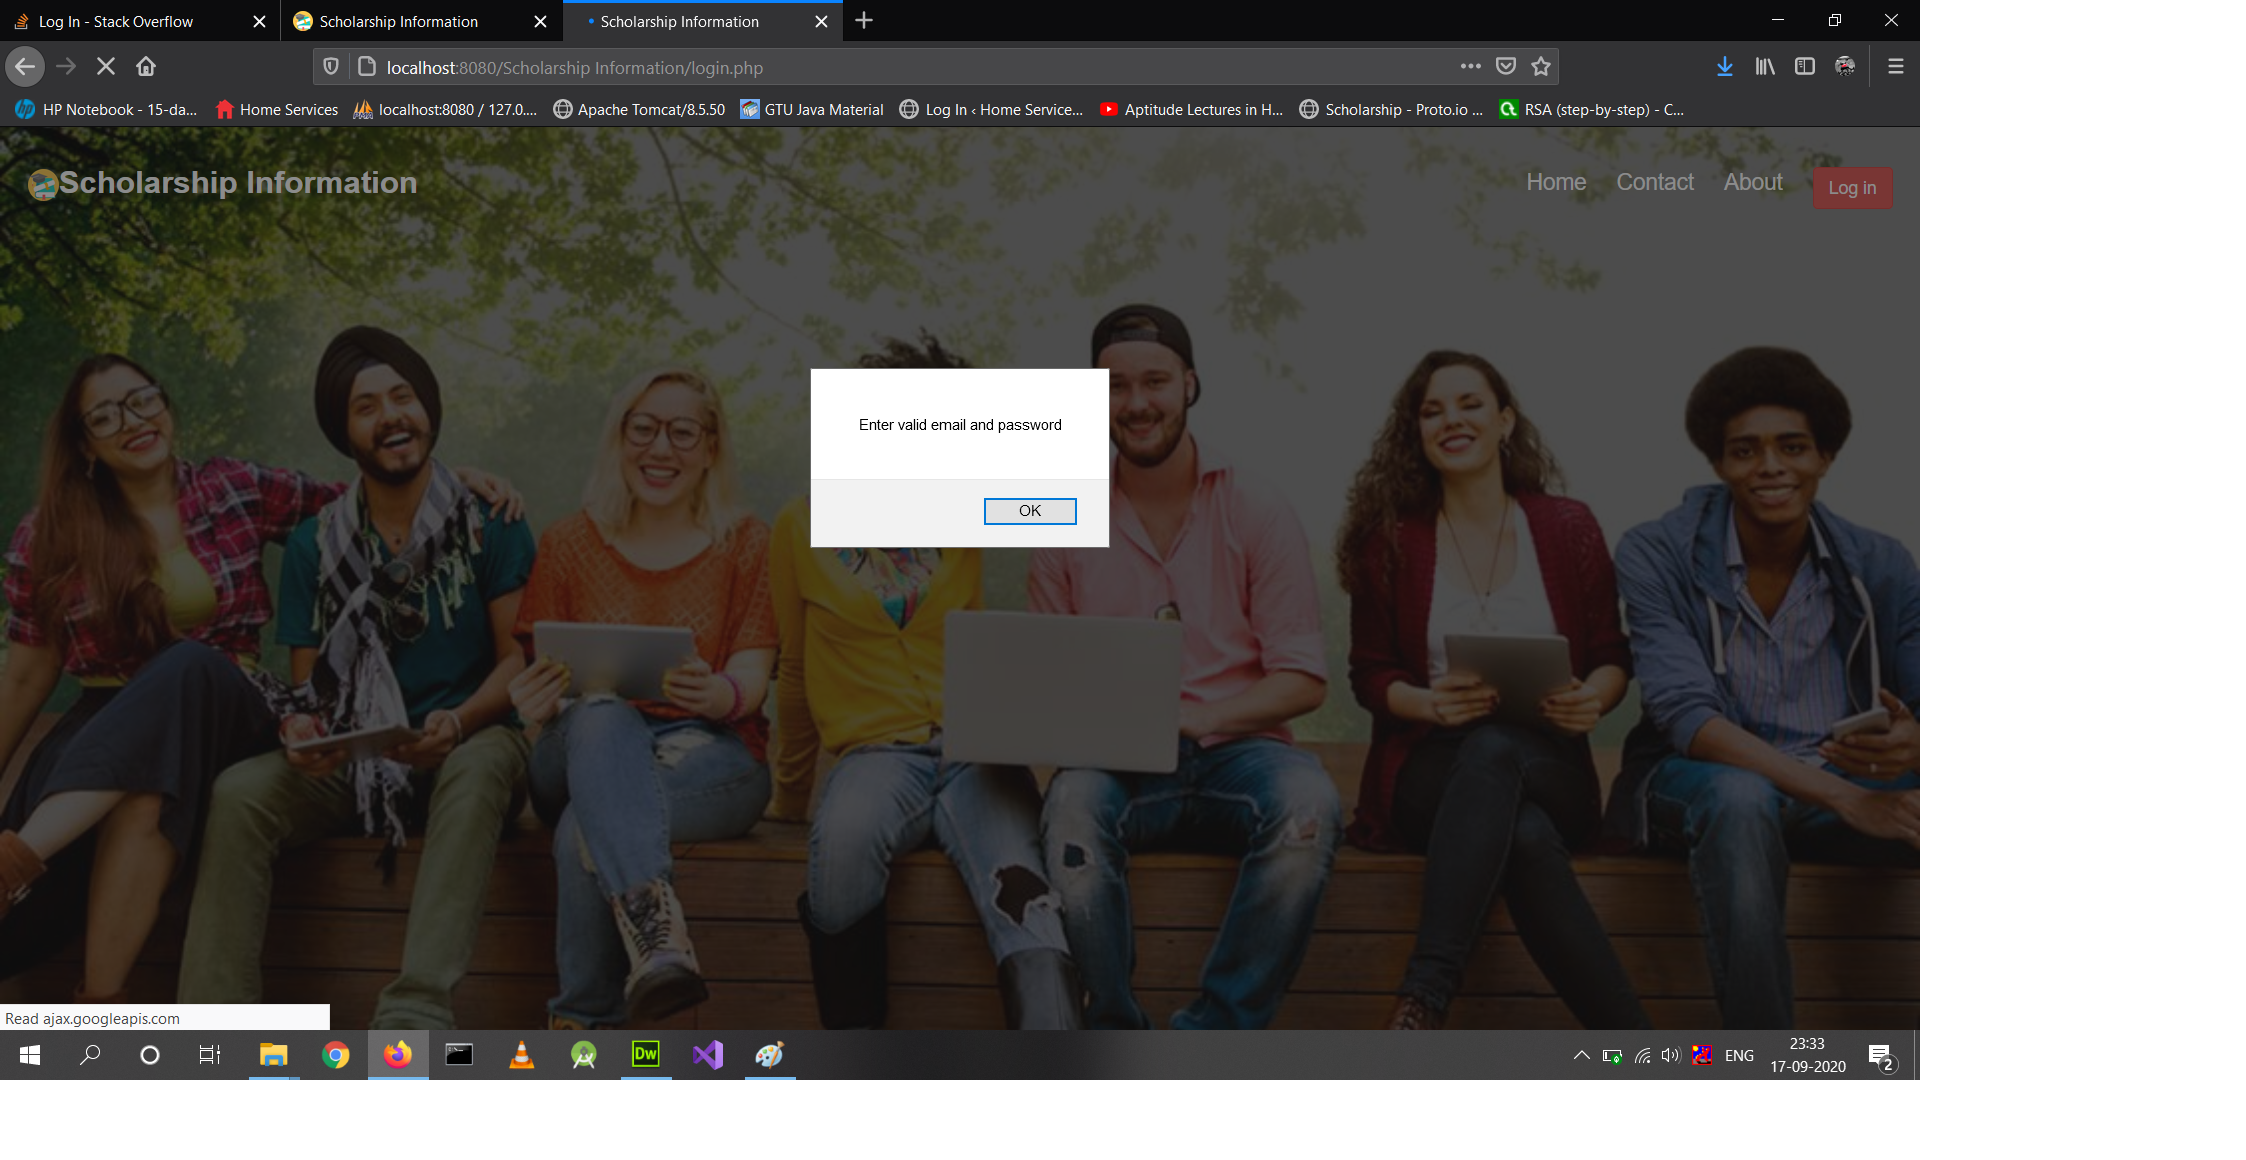 Log In - Stack Overflow
Scholarship Information
Scholarship Information
localhost:8080/Scholarship Information/login.php
HP Notebook - 15-da...
Home Services
localhost:8080 / 127.0....
Apache Tomcat/8.5.50
GTU Java Material
Log In ‹ Home Service...
Aptitude Lectures in H...
Scholarship - Proto.io ...
RSA (step-by-step) - C...
Scholarship Information
Home
Contact
About
Log in
Enter valid email and password
OK
Read ajax.googleapis.com
Dw
ENG
23:33
17-09-2020
2